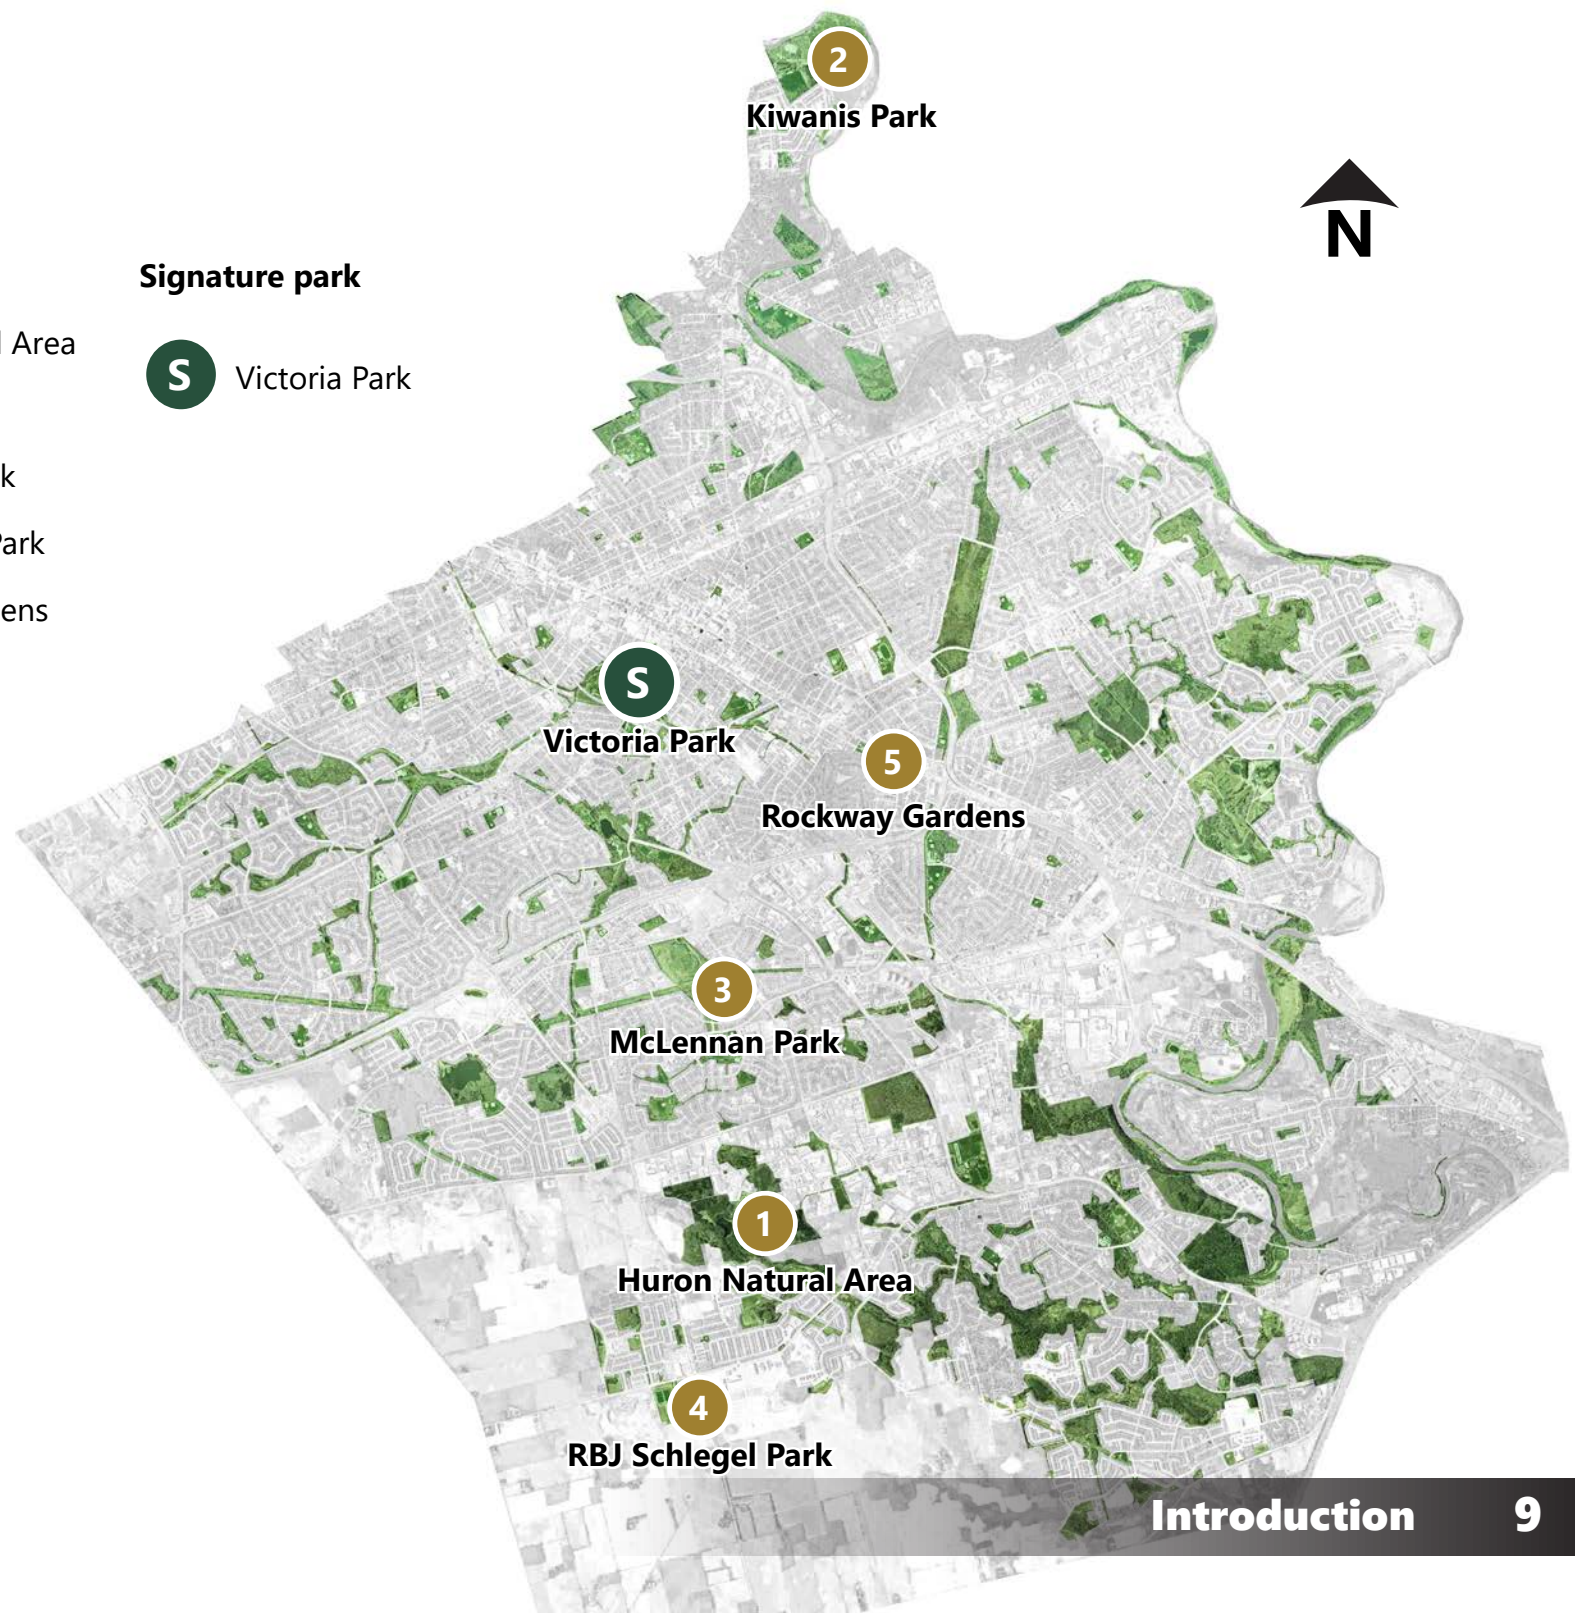 2
Kiwanis Park
N
Signature park
Area
S Victoria Park
k
Park
ens
S
Victoria Park
5
Rockway Gardens
3
McLennan Park
1
Huron Natural Area
4
RBJ Schlegel Park
Introduction 9